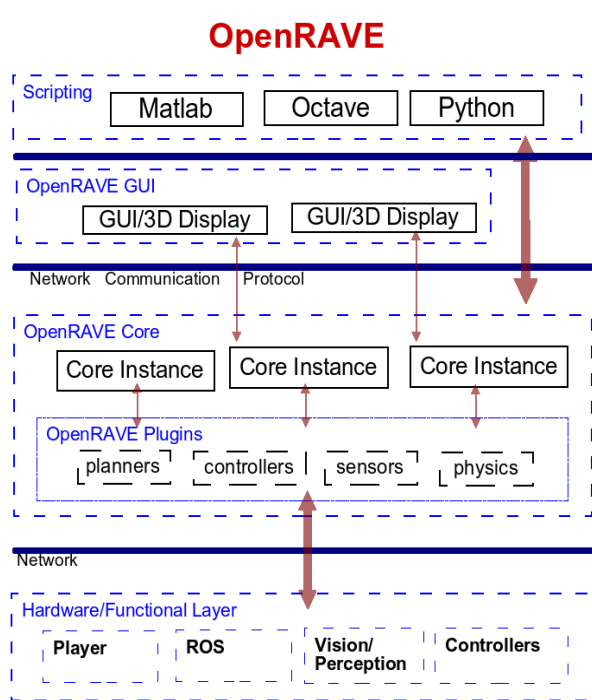 OpenRAVE
Scripting
Matlab
Octave
Python
OpenRAVE GUI
GUI/3D Display
GUI/3D Display
Network Communication Protocol
OpenRAVE Core
Core Instance
Core Instance
Core Instance
OpenRAVE Plugins
planners
controllers
sensors
physics
Network
Hardware/Functional Layer
Player
ROS
Vision/
Perception
Controllers